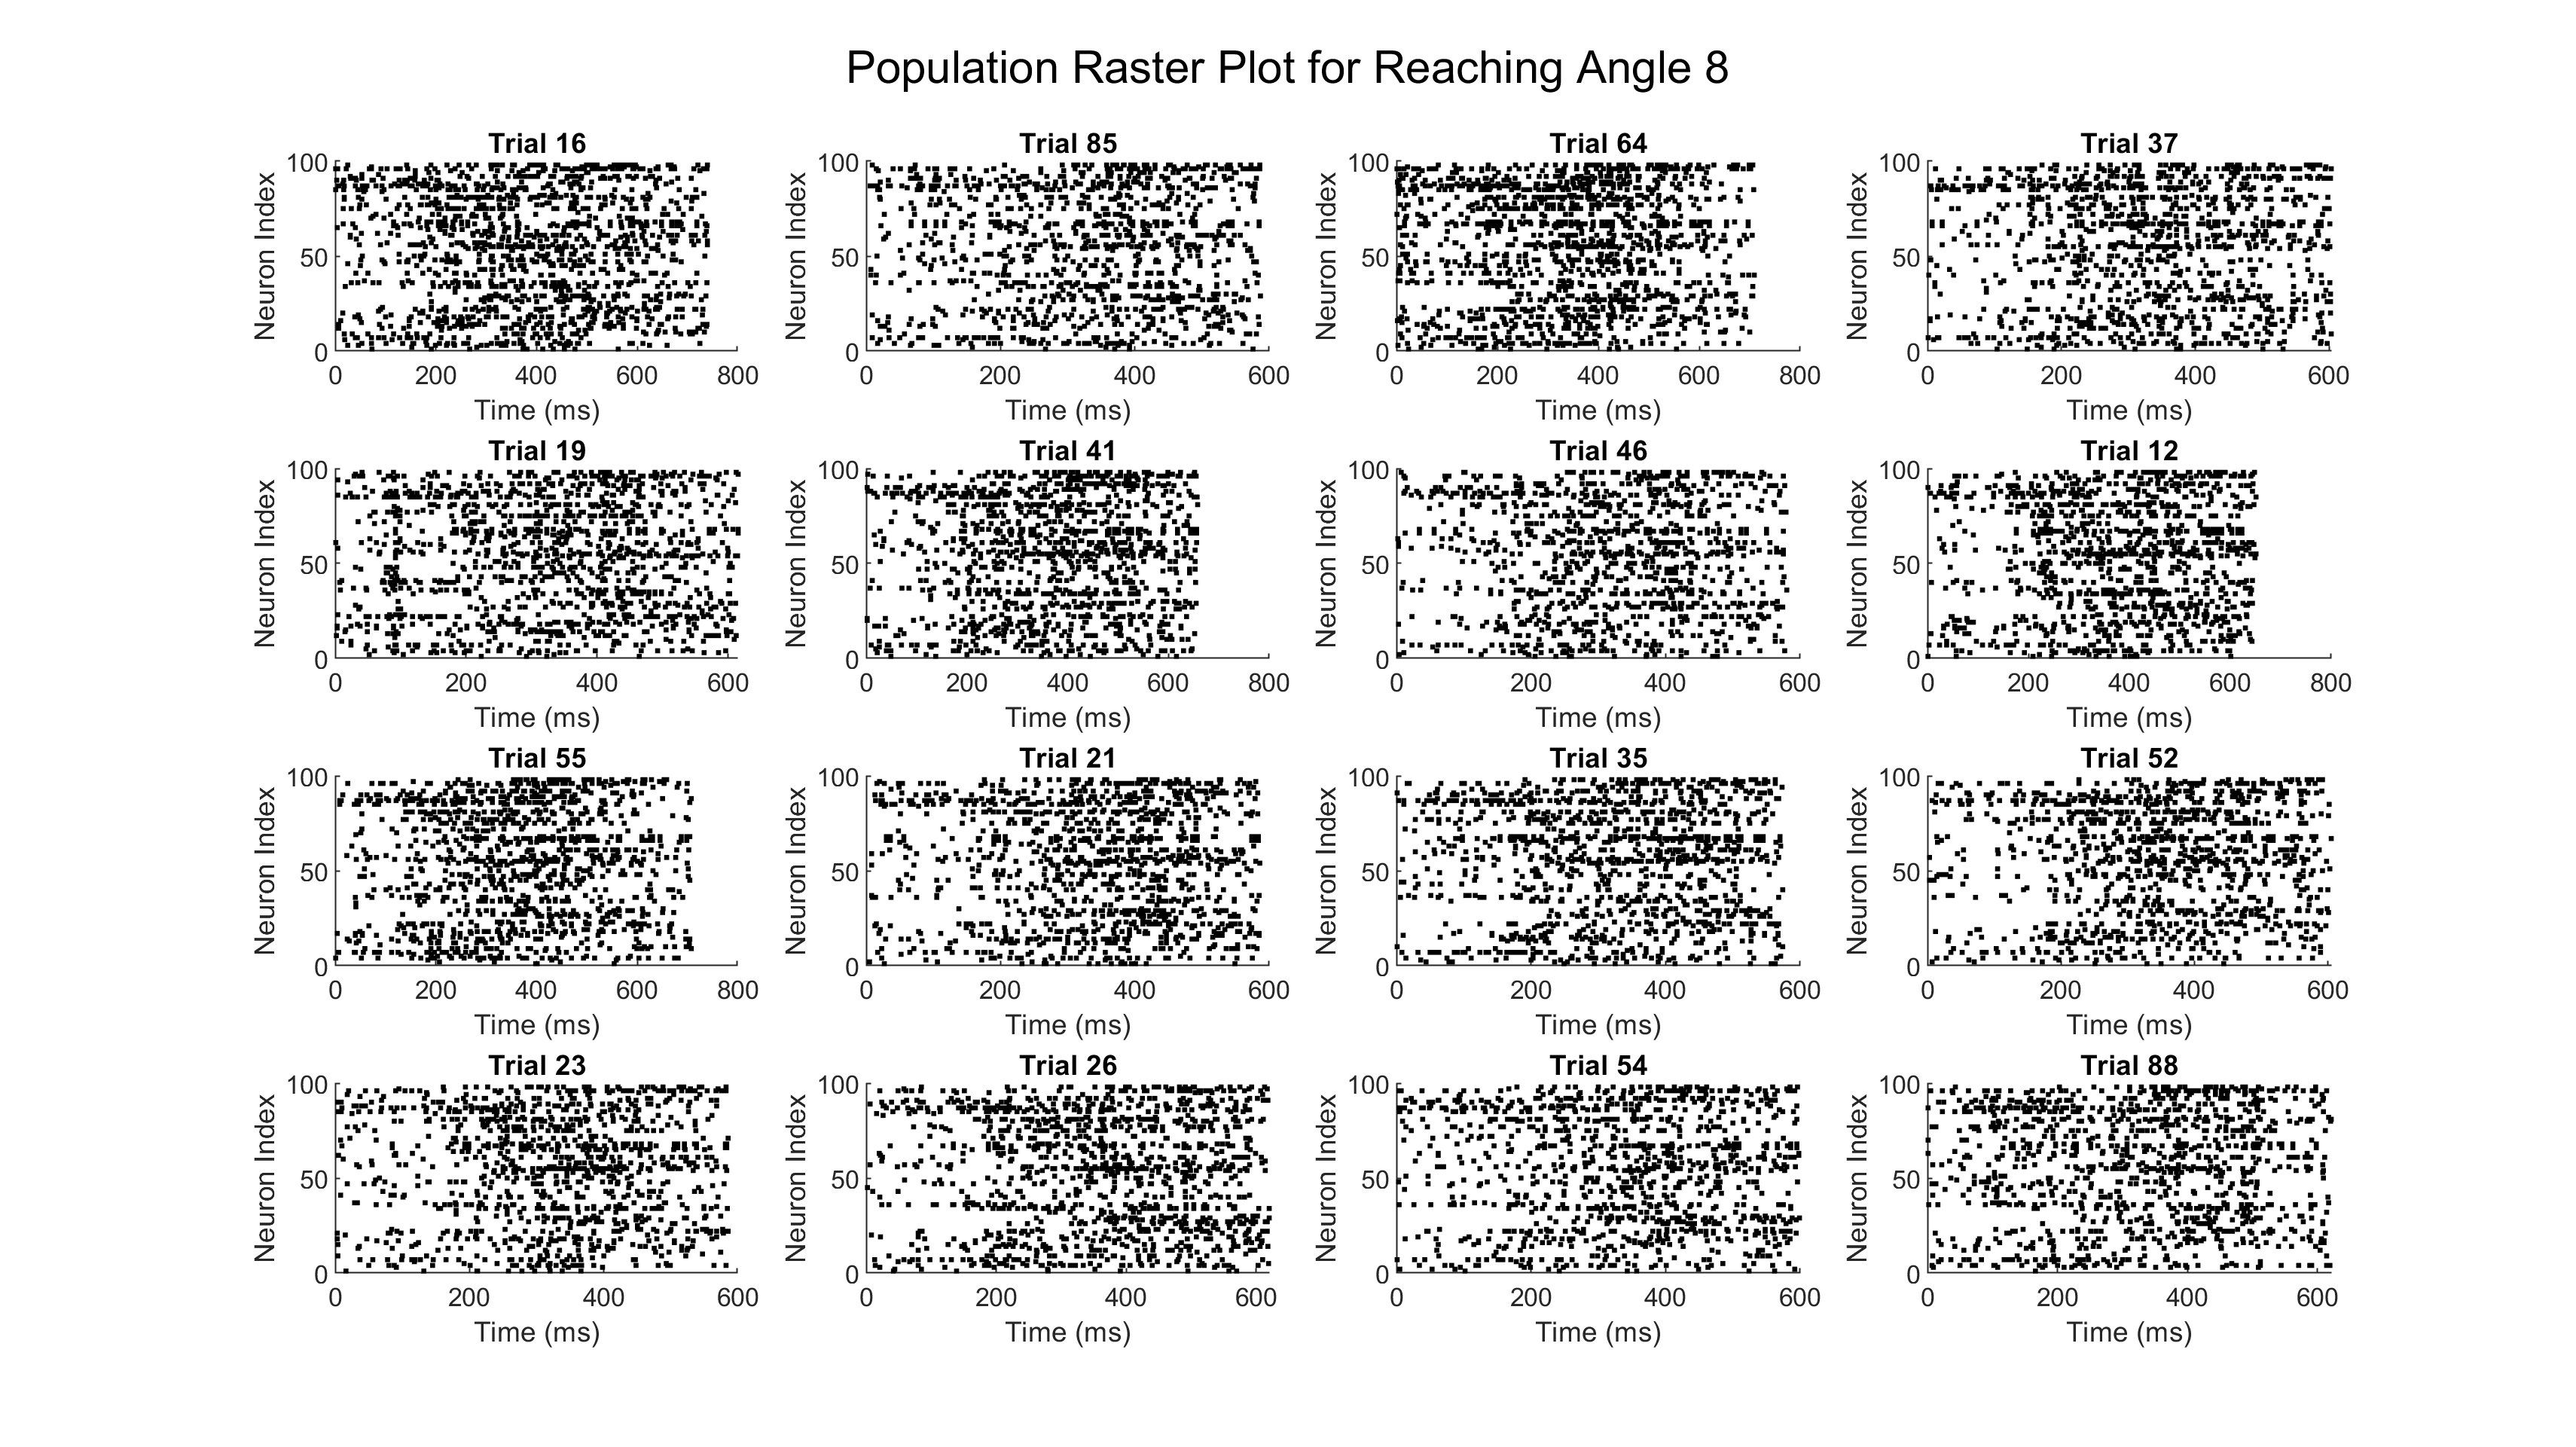 Population Raster Plot for Reaching Angle 8
Trial 16
Neuron Index
100
50
0
0 200 400 600 800
Time (ms)
Trial 85
Neuron Index
100
50
0
0 200 400 600
Time (ms)
Trial 64
Neuron Index
100
50
0
0 200 400 600 800
Time (ms)
Trial 37
Neuron Index
100
50
0
0 200 400 600
Time (ms)
Trial 19
Neuron Index
100
50
0
0 200 400 600
Time (ms)
Trial 41
Neuron Index
100
50
0
0 200 400 600 800
Time (ms)
Trial 46
Neuron Index
100
50
0
0 200 400 600
Time (ms)
Trial 12
Neuron Index
100
50
0
0 200 400 600 800
Time (ms)
Trial 55
Neuron Index
100
50
0
0 200 400 600 800
Time (ms)
Trial 21
Neuron Index
100
50
0
0 200 400 600
Time (ms)
Trial 35
Neuron Index
100
50
0
0 200 400 600
Time (ms)
Trial 52
Neuron Index
100
50
0
0 200 400 600
Time (ms)
Trial 23
Neuron Index
100
50
0
0 200 400 600
Time (ms)
Trial 26
Neuron Index
100
50
0
0 200 400 600
Time (ms)
Trial 54
Neuron Index
100
50
0
0 200 400 600
Time (ms)
Trial 88
Neuron Index
100
50
0
0 200 400 600
Time (ms)